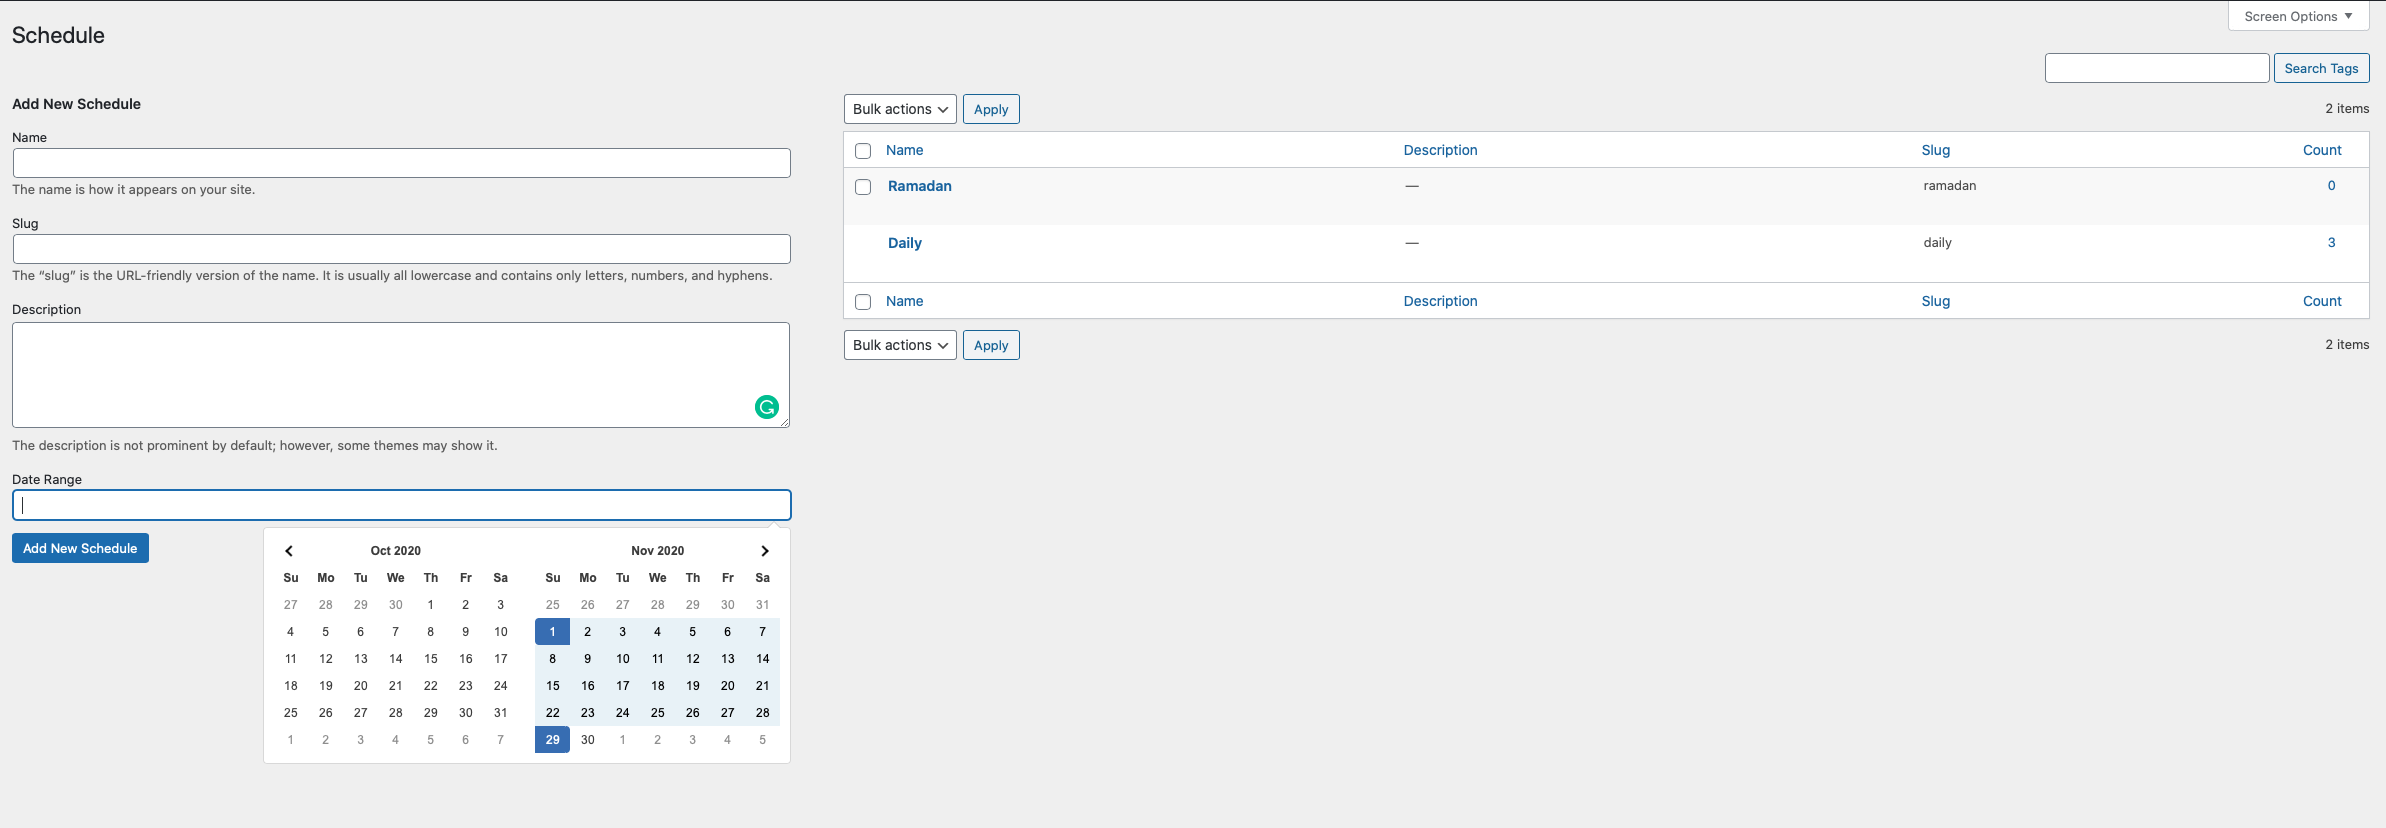 Screen Options
Schedule
Search Tags
Add New Schedule
Bulk actions Apply 2 items
Name
The name is how it appears on your site.
Slug
The “slug” is the URL-friendly version of the name. It is usually all lowercase and contains only letters, numbers, and hyphens.
Description
The description is not prominent by default; however, some themes may show it.
Date Range
Add New Schedule
Oct 2020
Su Mo Tu We Th Fr Sa
27 28 29 30 1 2 3
4 5 6 7 8 9 10
11 12 13 14 15 16 17
18 19 20 21 22 23 24
25 26 27 28 29 30 31
1 2 3 4 5 6 7
Nov 2020
Su Mo Tu We Th Fr Sa
25 26 27 28 29 30 31
1 2 3 4 5 6 7
8 9 10 11 12 13 14
15 16 17 18 19 20 21
22 23 24 25 26 27 28
29 30 1 2 3 4 5
Name Description Slug Count
Ramadan — ramadan 0
Daily — daily 3
Name Description Slug Count
Bulk actions Apply 2 items